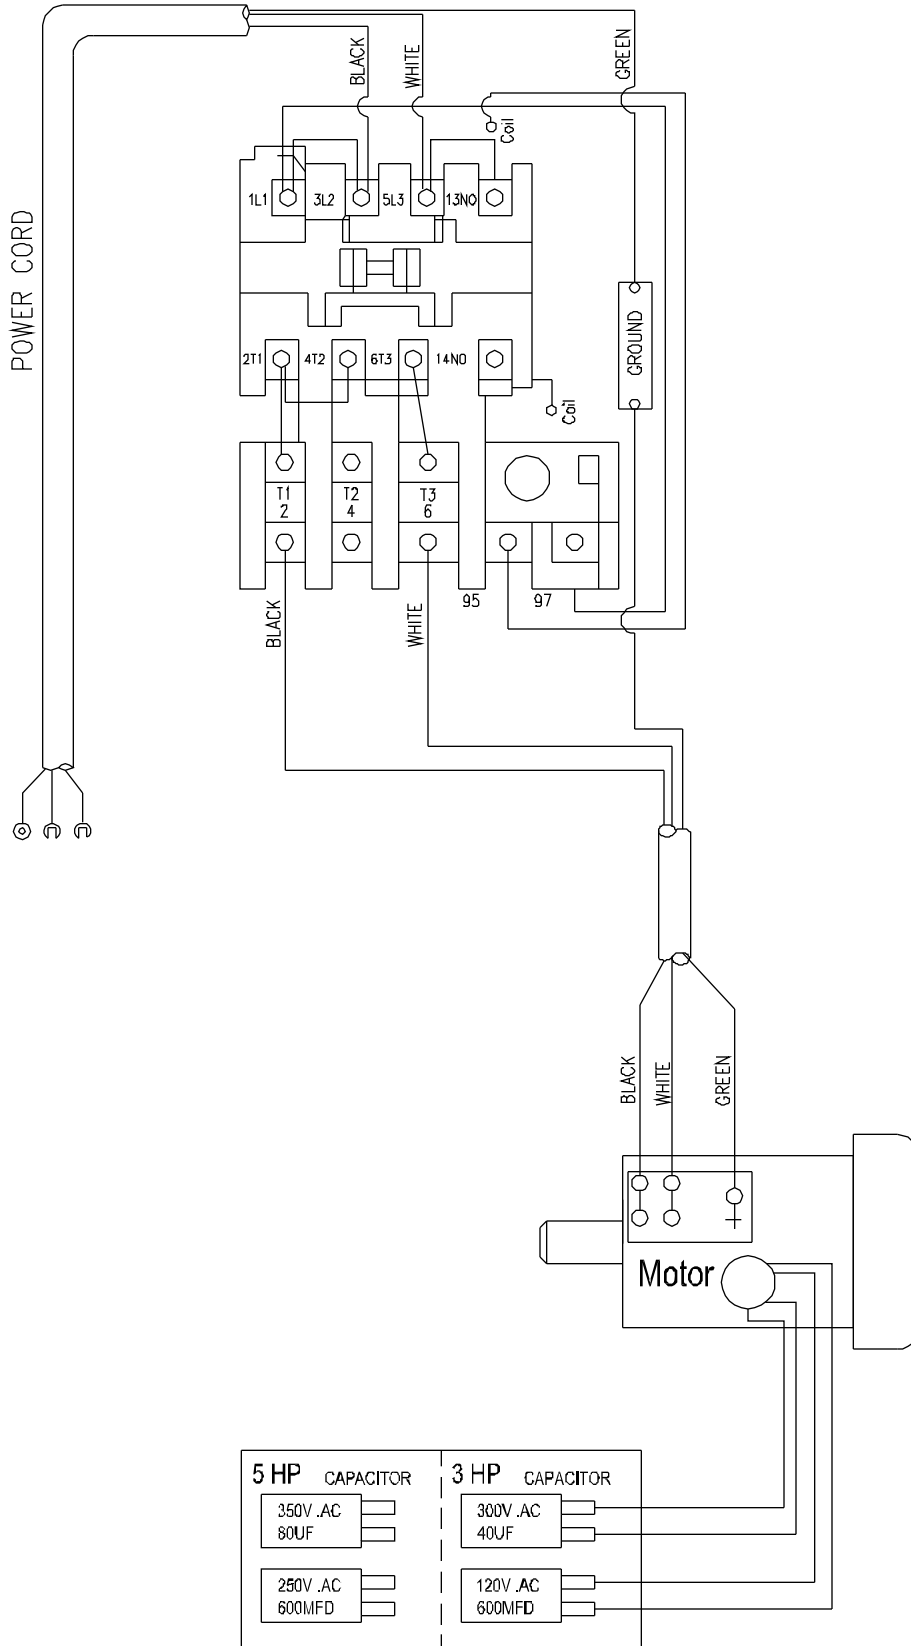 POWER CORD
BLACK
WHITE
GREEN
Coil
1L1
3L2
5L3
13NO
GROUND
2T1
4T2
6T3
14NO
Coil
T1
2
T2
4
T3
6
95
97
BLACK
WHITE
BLACK
WHITE
GREEN
Motor
5 HP CAPACITOR
350V .AC
80UF
250V .AC
600MFD
3 HP CAPACITOR
300V .AC
40UF
120V .AC
600MFD